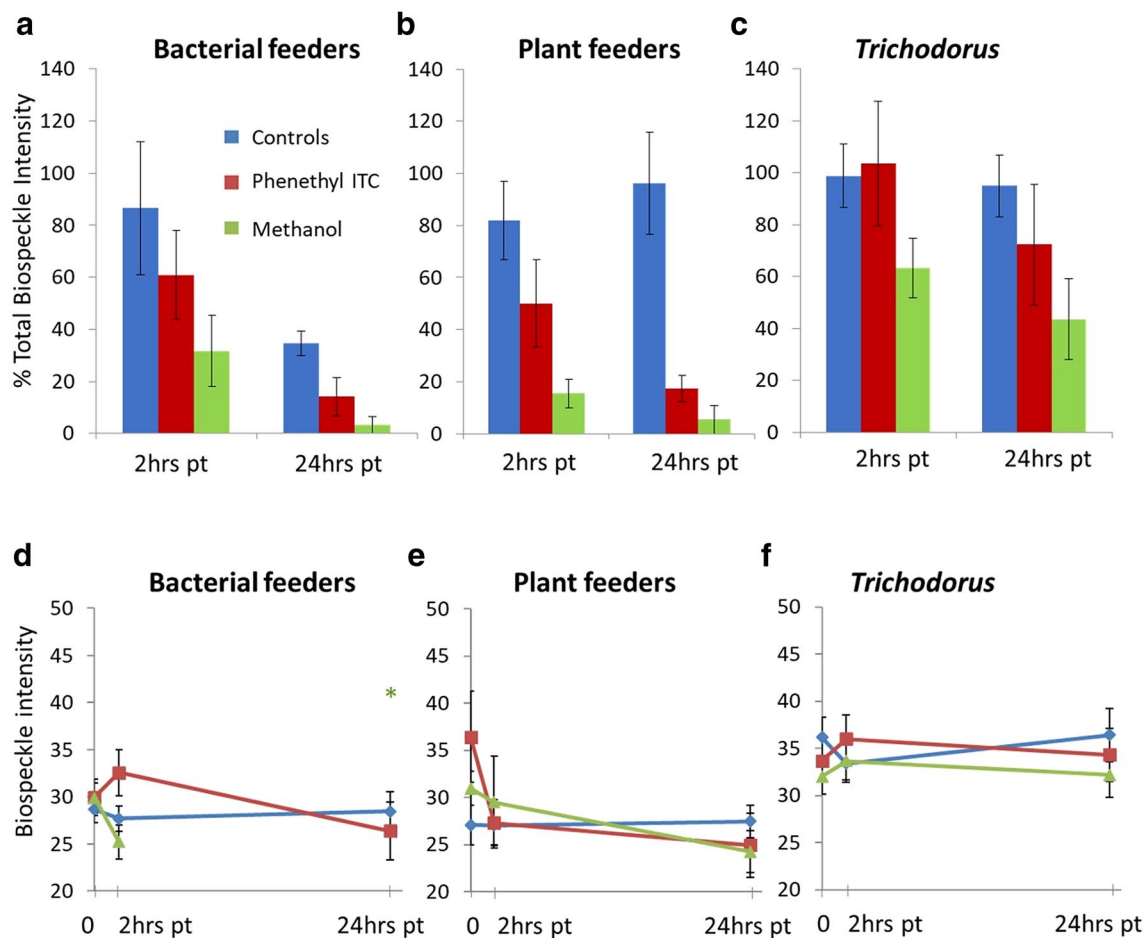 a
Bacterial feeders
b
Plant feeders
c
Trichodorus
% Total Biospeckle Intensity
140
120
100
80
60
40
20
0
Controls
Phenethyl ITC
Methanol
2hrs pt 24hrs pt
140
120
100
80
60
40
20
0
2hrs pt 24hrs pt
140
120
100
80
60
40
20
0
2hrs pt 24hrs pt
d
Bacterial feeders
e
Plant feeders
f
Trichodorus
Biospeckle intensity
50
45
40
35
30
25
20
*
0 2hrs pt 24hrs pt
50
45
40
35
30
25
20
0 2hrs pt 24hrs pt
50
45
40
35
30
25
20
0 2hrs pt 24hrs pt